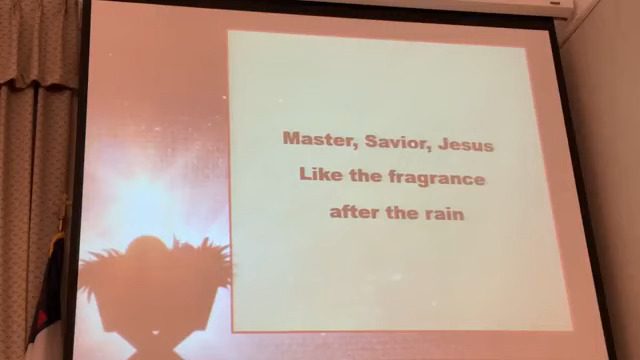 Master, Savior, Jesus
Like the fragrance
after the rain